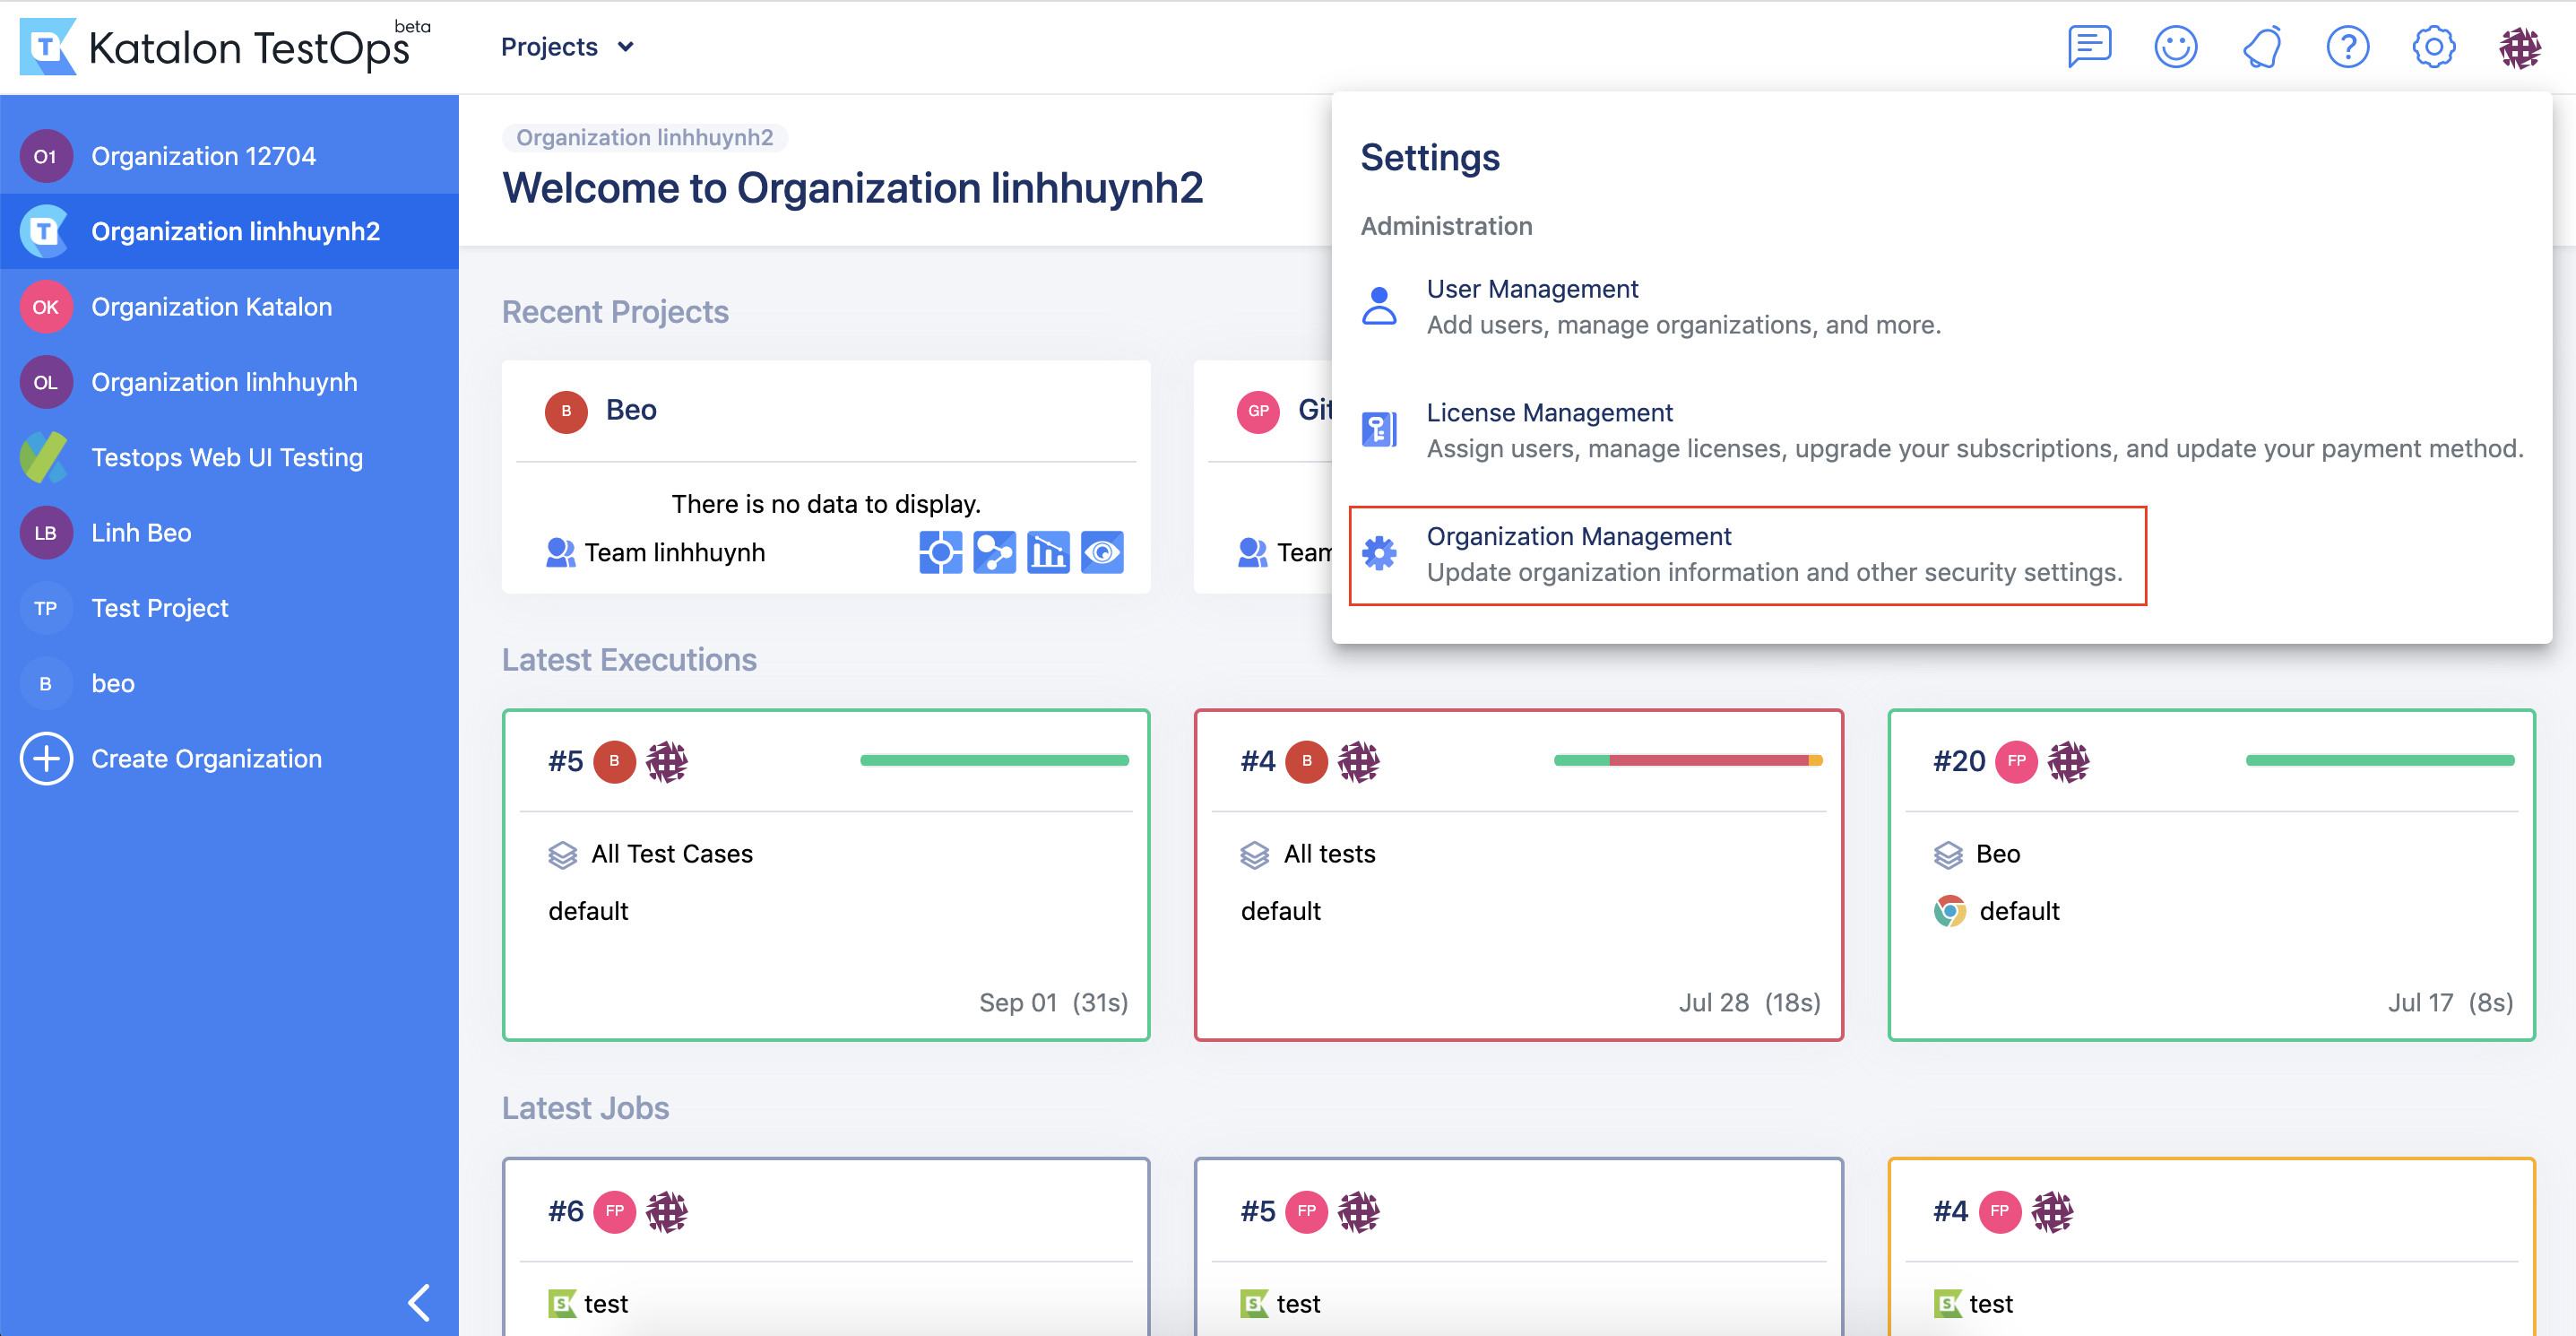 Katalon TestOps beta
Projects
O1 Organization 12704
Organization linhhuynh2
OK Organization Katalon
OL Organization linhhuynh
Testops Web UI Testing
LB Linh Beo
TP Test Project
B beo
Create Organization
Organization linhhuynh2
Welcome to Organization linhhuynh2
Settings
Administration
User Management
Add users, manage organizations, and more.
License Management
Assign users, manage licenses, upgrade your subscriptions, and update your payment method.
Organization Management
Update organization information and other security settings.
Recent Projects
B Beo
There is no data to display.
Team linhhuynh
GP Git
Team
Latest Executions
#5 B
All Test Cases
default
Sep 01 (31s)
#4 B
All tests
default
Jul 28 (18s)
#20 FP
Beo
default
Jul 17 (8s)
Latest Jobs
#6 FP
test
#5 FP
test
#4 FP
test